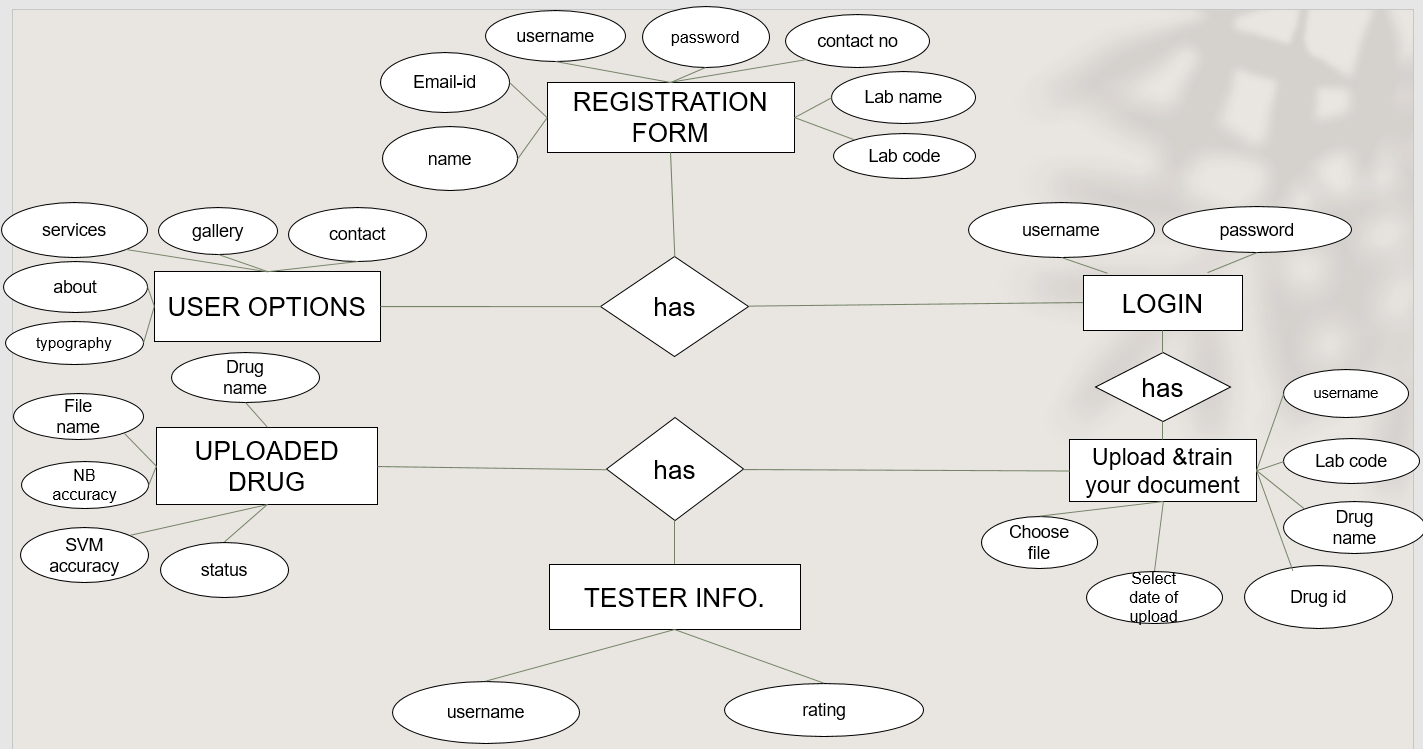 username
password
contact no
Email-id
Lab name
REGISTRATION
FORM
name
Lab code
services
gallery
contact
username
password
about
USER OPTIONS
has
LOGIN
typography
Drug
name
has
username
File
name
UPLOADED
DRUG
has
Upload &train
your document
Lab code
NB
accuracy
Drug
name
Choose
file
SVM
accuracy
status
Select
date of
upload
Drug id
TESTER INFO.
username
rating